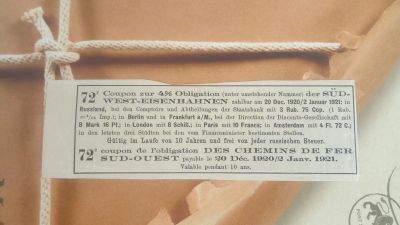 72ʳ Coupon zur 4% Obligation (unter umstehender Nummer) der SÜD-
WEST-EISENBAHNEN zahlbar am 20 Dec. 1920/2 Januar 1921: in
Russland, bei den Comptoirs und Abtheilungen der Staatsbank mit 3 Rub. 75 Cop. (1 Rub.
= ¹/₁₅ Imp.); in Berlin und in Frankfurt a/M., bei der Direction der Disconto-Gesellschaft mit
8 Mark 16 Pf.; in London mit 8 Schill.; in Paris mit 10 Francs; in Amsterdam mit 4 Fl. 72 C.;
in den letzten drei Städten bei den vom Finanzminister bestimmten Stellen.
Gültig im Laufe von 10 Jahren und frei von jeder russischen Steuer.
72ᵉ coupon de l'obligation DES CHEMINS DE FER
SUD-OUEST payable le 20 Déc. 1920/2 Janv. 1921.
Valable pendant 10 ans.